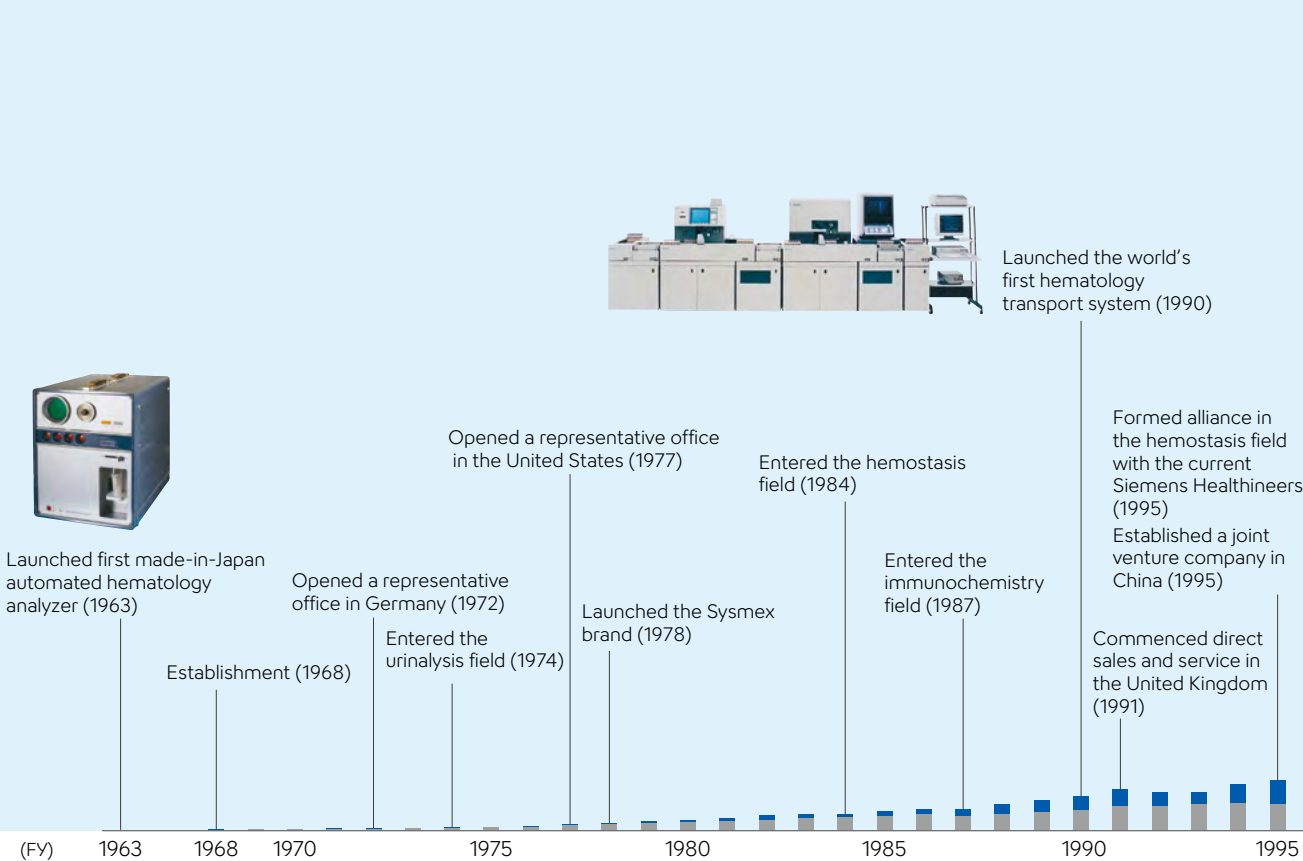 Launched the world's
first hematology
transport system (1990)
Formed alliance in
the hemostasis field
with the current
Siemens Healthineers
(1995)
Opened a representative office
in the United States (1977)
Entered the hemostasis
field (1984)
Established a joint
venture company in
China (1995)
Launched first made-in-Japan
automated hematology
analyzer (1963)
Opened a representative
office in Germany (1972)
Entered the
immunochemistry
field (1987)
Launched the Sysmex
brand (1978)
Entered the
urinalysis field (1974)
Commenced direct
sales and service in
the United Kingdom
(1991)
Establishment (1968)
(FY) 1963 1968 1970 1975 1980 1985 1990 1995